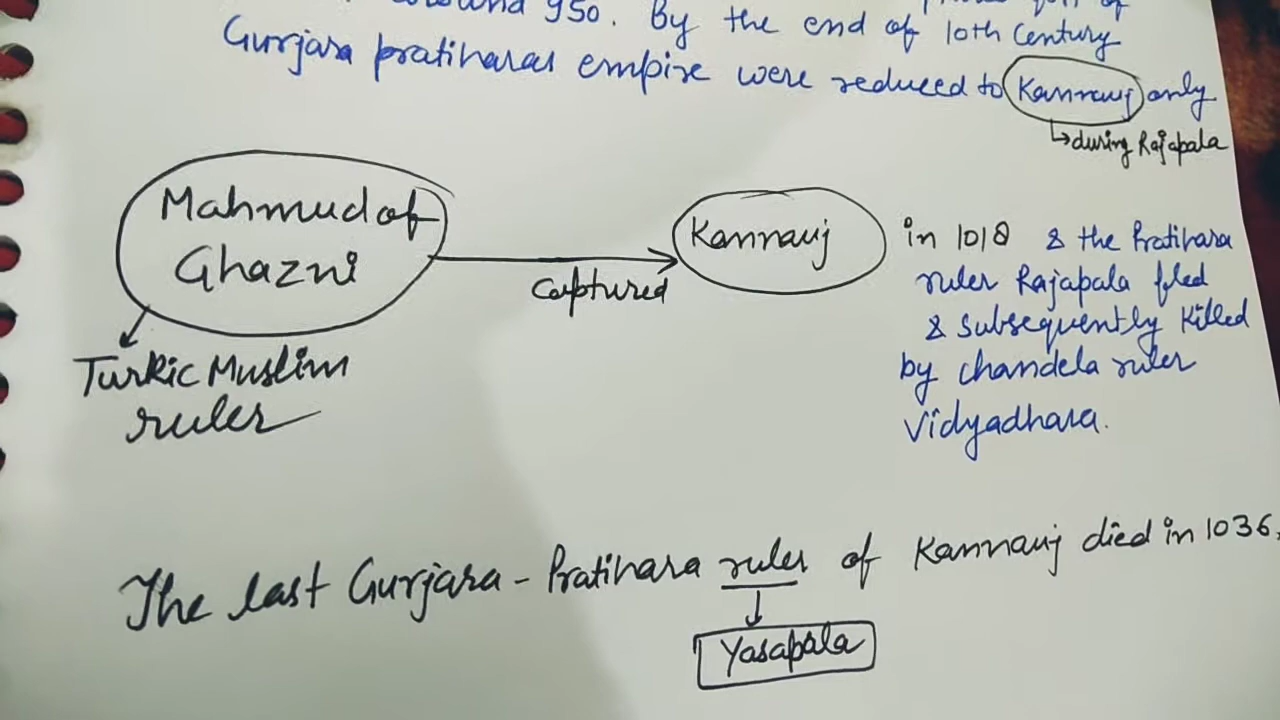 around 950. By the end of 10th Century
Gurjara pratiharas empire were reduced to Kannauj only
↳during Rajapala
Mahmud of
Ghazni
captured
Kannauj
in 1018 & the Pratihara
ruler Rajapala fled
& subsequently killed
by chandela ruler
Vidyadhara.
Turkic Muslim
ruler
The last Gurjara - Pratihara ruler of Kannauj died in 1036.
Yasapala